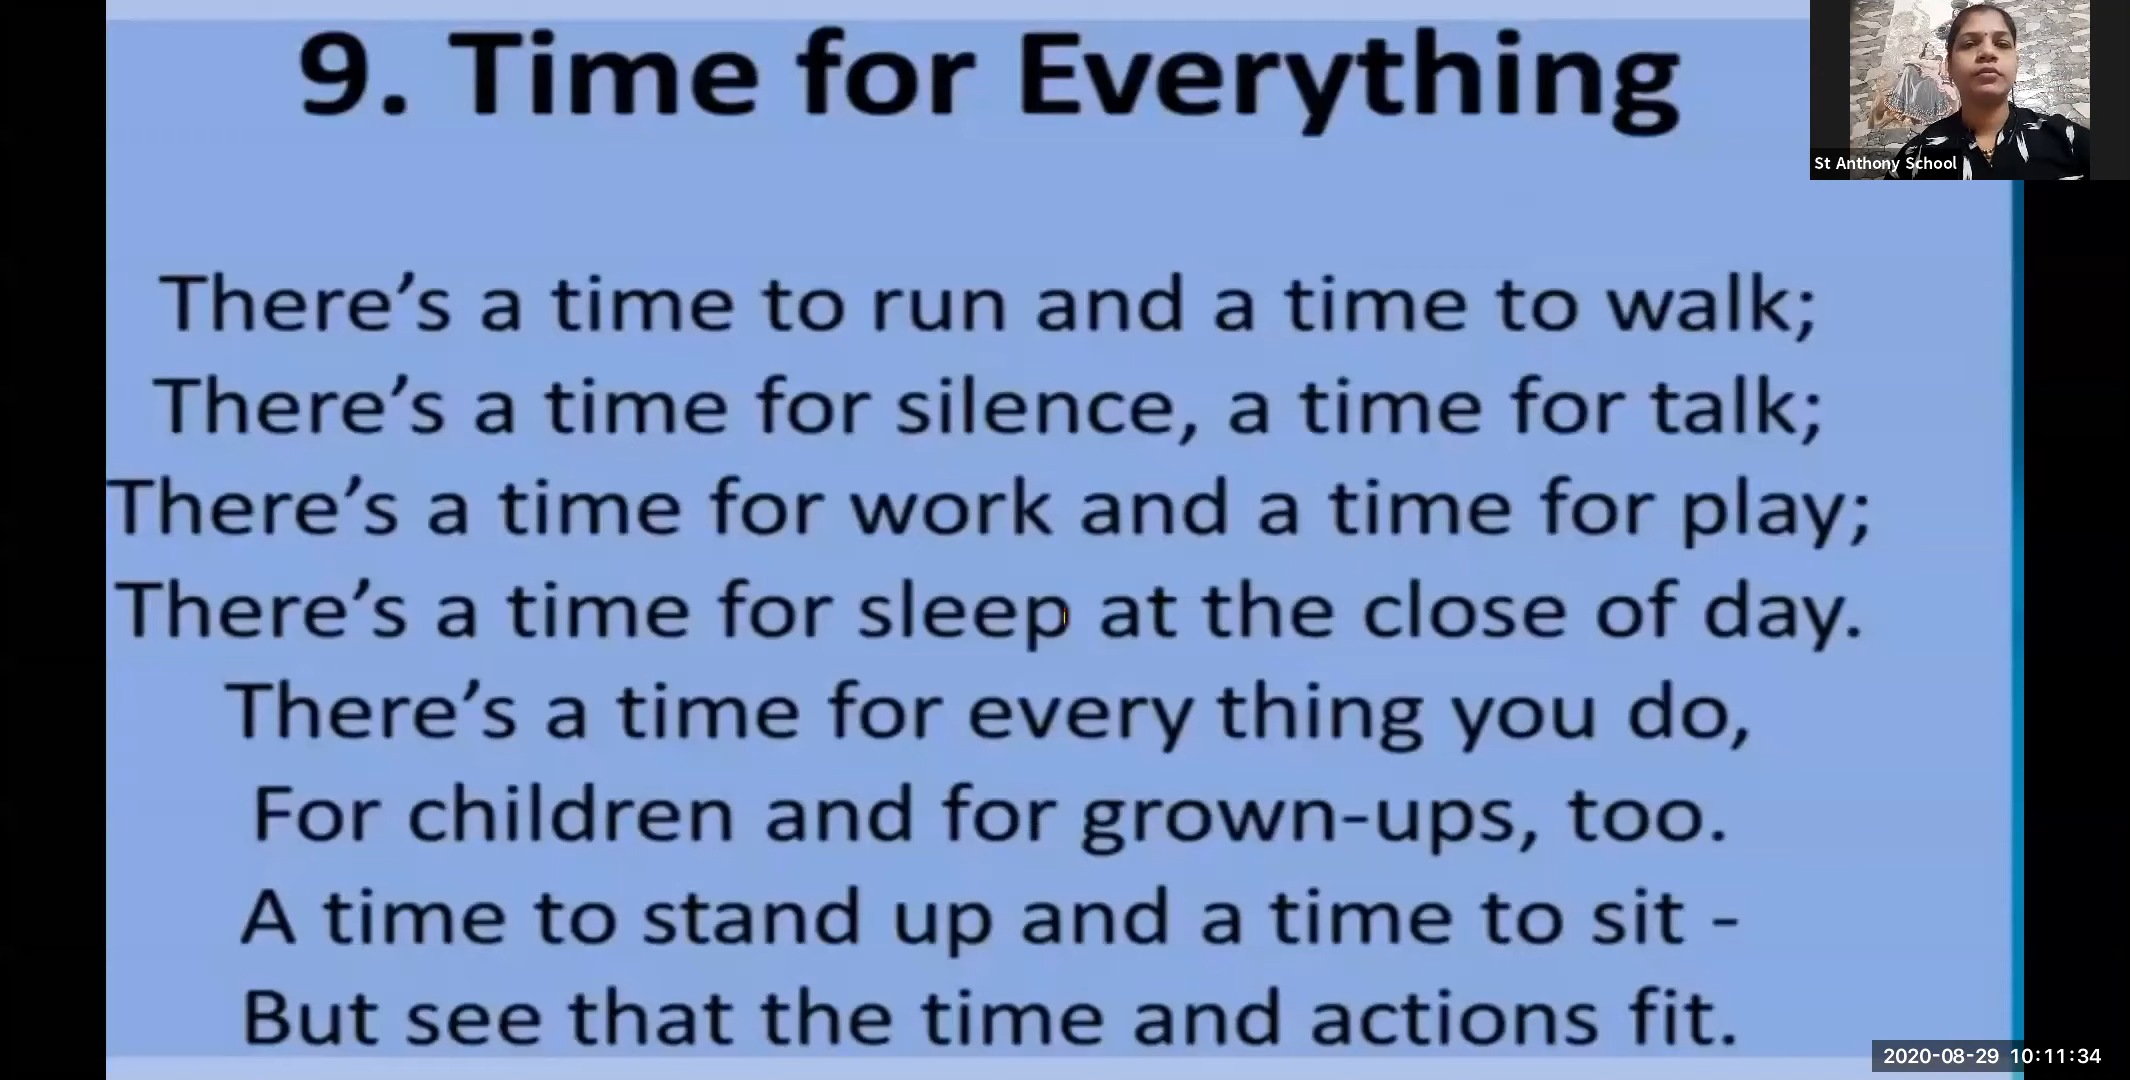 9. Time for Everything
St Anthony School
There’s a time to run and a time to walk;
There’s a time for silence, a time for talk;
There’s a time for work and a time for play;
There’s a time for sleep at the close of day.
There’s a time for every thing you do,
For children and for grown-ups, too.
A time to stand up and a time to sit -
But see that the time and actions fit.
2020-08-29 10:11:34